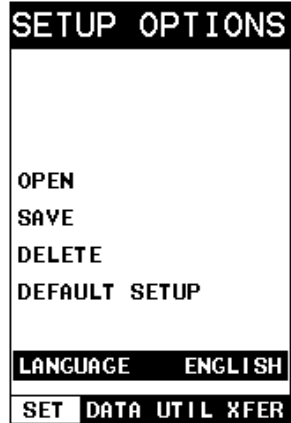 SETUP OPTIONS
OPEN
SAVE
DELETE
DEFAULT SETUP
LANGUAGE ENGLISH
SET DATA UTIL XFER